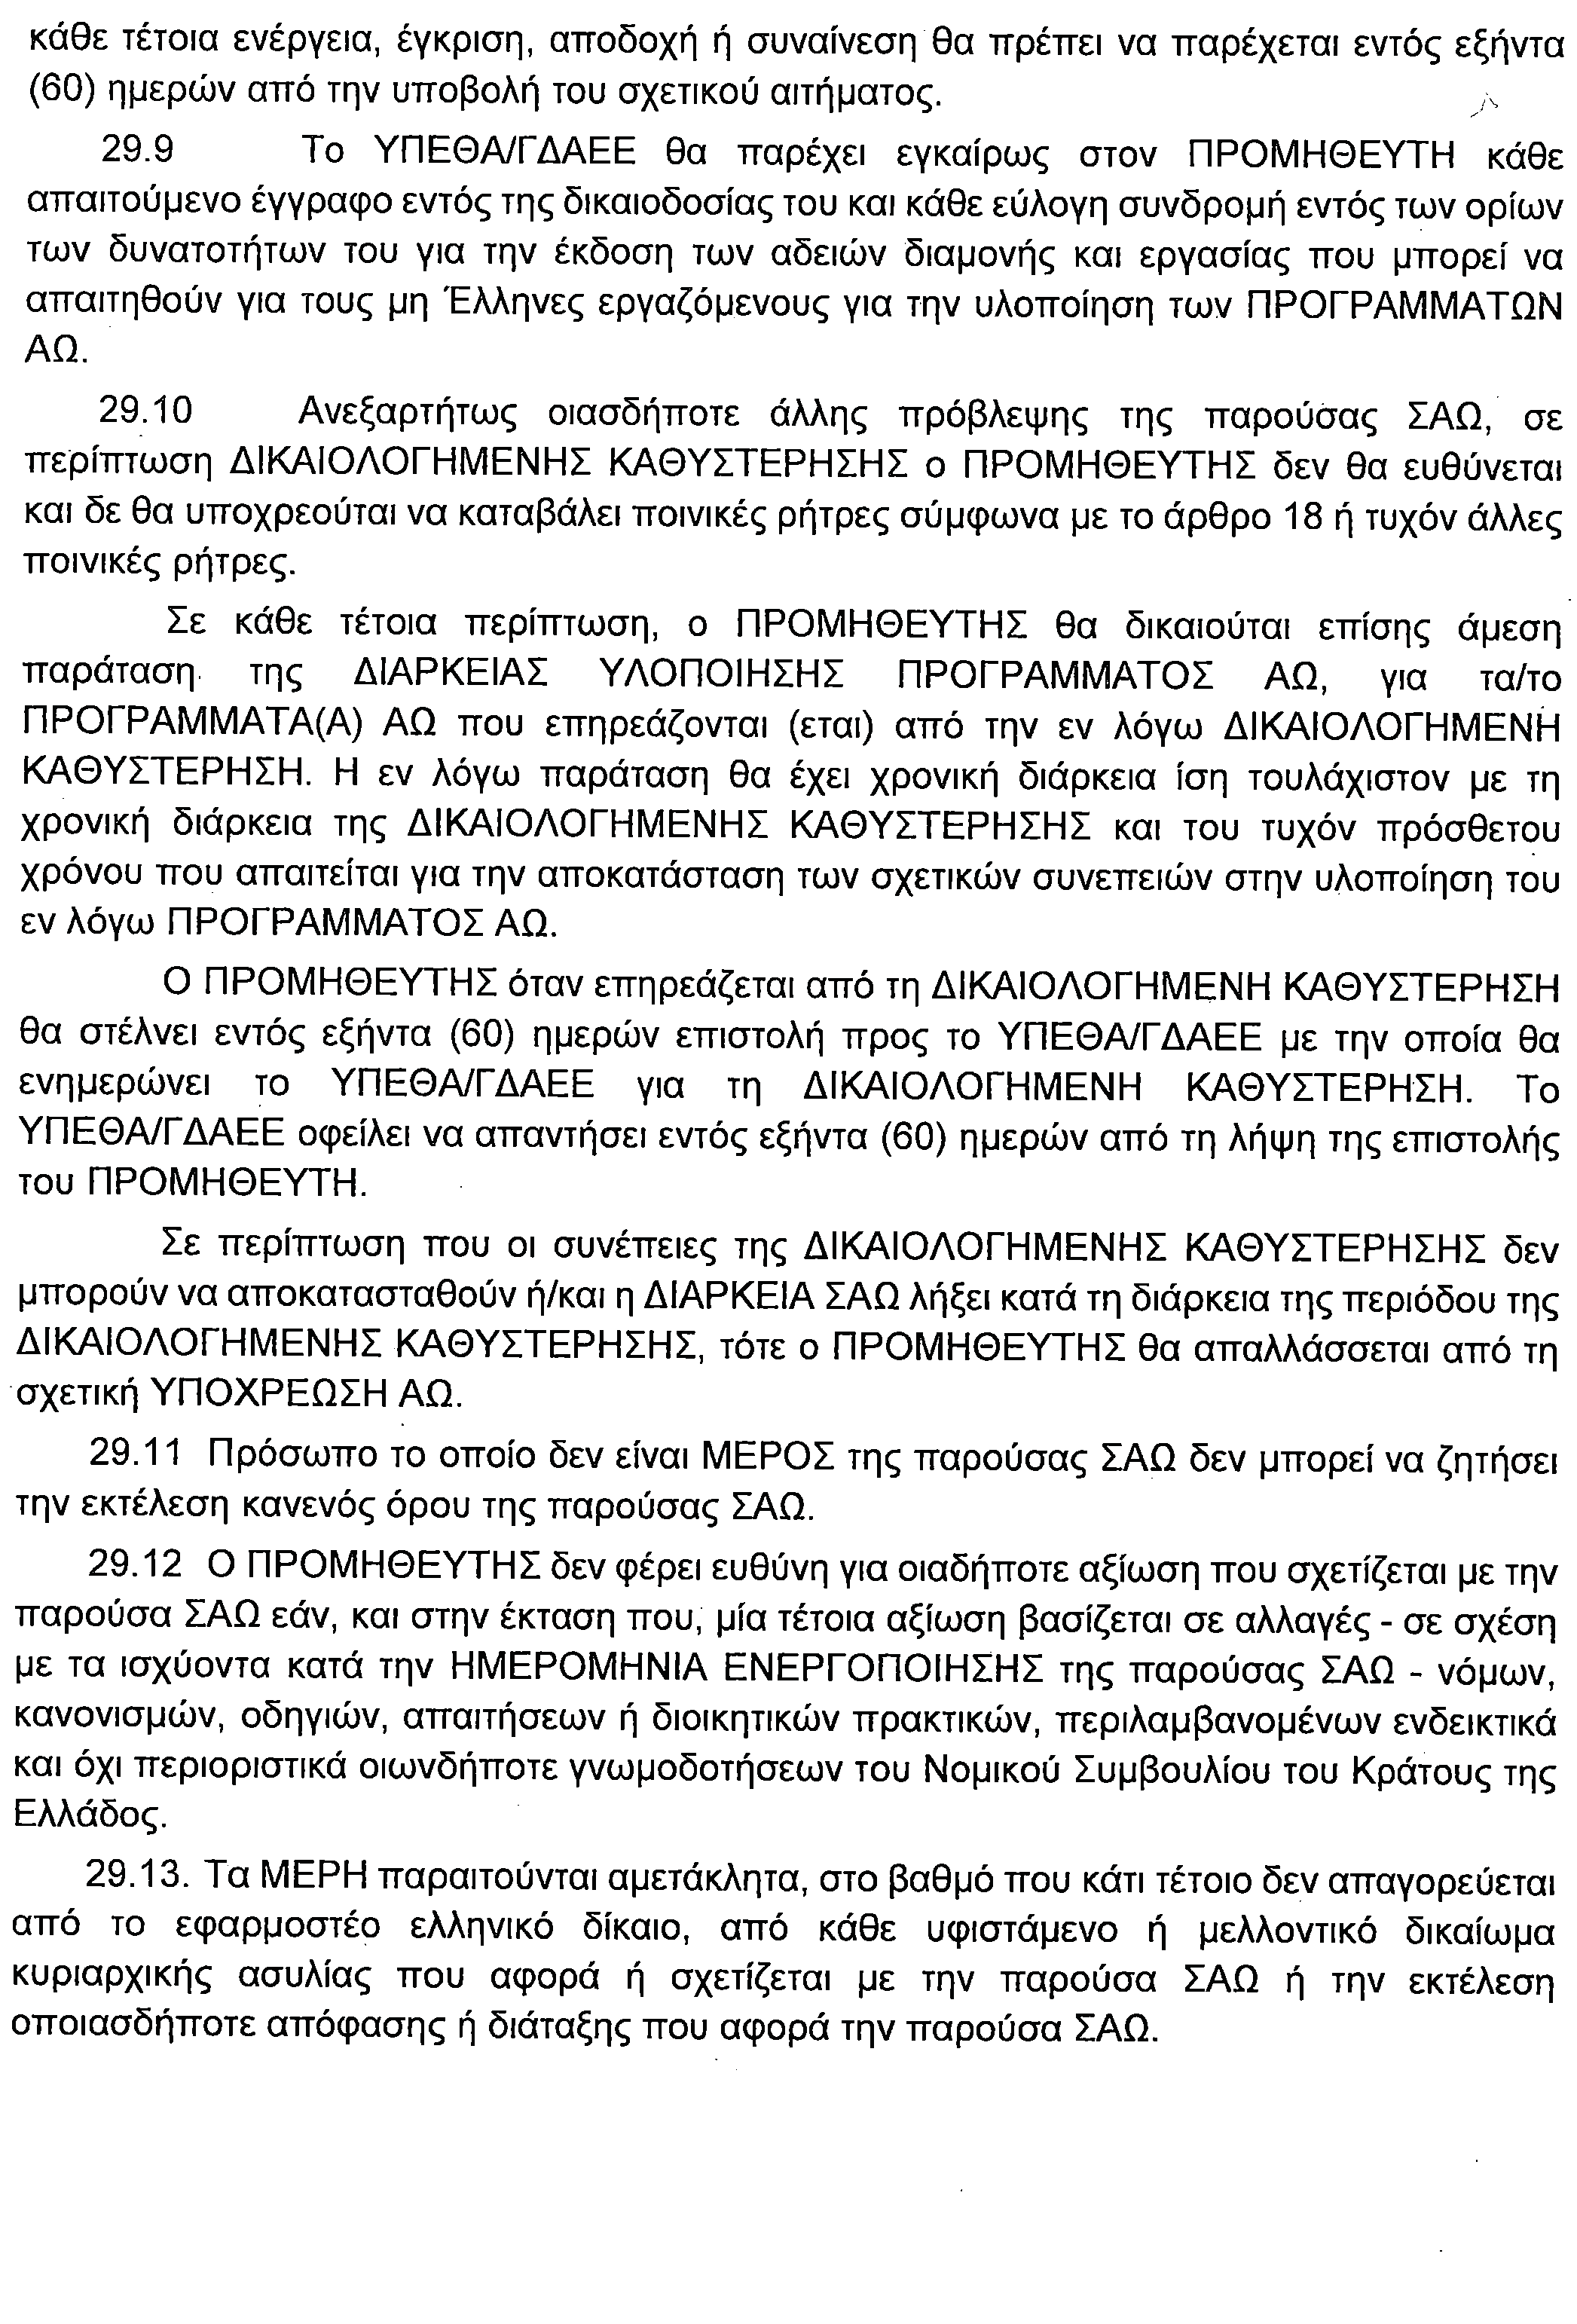 κάθε τέτοια ενέργεια, έγκριση, αποδοχή ή συναίνεση θα πρέπει να παρέχεται εντός εξήντα
(60) ημερών από την υποβολή του σχετικού αιτήματος.
29.9 Το ΥΠΕΘΑ/ΓΔΑΕΕ θα παρέχει εγκαίρως στον ΠΡΟΜΗΘΕΥΤΗ κάθε
απαιτούμενο έγγραφο εντός της δικαιοδοσίας του και κάθε εύλογη συνδρομή εντός των ορίων
των δυνατοτήτων του για την έκδοση των αδειών διαμονής και εργασίας που μπορεί να
απαιτηθούν για τους μη Έλληνες εργαζόμενους για την υλοποίηση των ΠΡΟΓΡΑΜΜΑΤΩΝ
ΑΩ.
29.10 Ανεξαρτήτως οιασδήποτε άλλης πρόβλεψης της παρούσας ΣΑΩ, σε
περίπτωση ΔΙΚΑΙΟΛΟΓΗΜΕΝΗΣ ΚΑΘΥΣΤΕΡΗΣΗΣ ο ΠΡΟΜΗΘΕΥΤΗΣ δεν θα ευθύνεται
και δε θα υποχρεούται να καταβάλει ποινικές ρήτρες σύμφωνα με το άρθρο 18 ή τυχόν άλλες
ποινικές ρήτρες.
Σε κάθε τέτοια περίπτωση, ο ΠΡΟΜΗΘΕΥΤΗΣ θα δικαιούται επίσης άμεση
παράταση της ΔΙΑΡΚΕΙΑΣ ΥΛΟΠΟΙΗΣΗΣ ΠΡΟΓΡΑΜΜΑΤΟΣ ΑΩ, για τα/το
ΠΡΟΓΡΑΜΜΑΤΑ(Α) ΑΩ που επηρεάζονται (εται) από την εν λόγω ΔΙΚΑΙΟΛΟΓΗΜΕΝΗ
ΚΑΘΥΣΤΕΡΗΣΗ. Η εν λόγω παράταση θα έχει χρονική διάρκεια ίση τουλάχιστον με τη
χρονική διάρκεια της ΔΙΚΑΙΟΛΟΓΗΜΕΝΗΣ ΚΑΘΥΣΤΕΡΗΣΗΣ και του τυχόν πρόσθετου
χρόνου που απαιτείται για την αποκατάσταση των σχετικών συνεπειών στην υλοποίηση του
εν λόγω ΠΡΟΓΡΑΜΜΑΤΟΣ ΑΩ.
Ο ΠΡΟΜΗΘΕΥΤΗΣ όταν επηρεάζεται από τη ΔΙΚΑΙΟΛΟΓΗΜΕΝΗ ΚΑΘΥΣΤΕΡΗΣΗ
θα στέλνει εντός εξήντα (60) ημερών επιστολή προς το ΥΠΕΘΑ/ΓΔΑΕΕ με την οποία θα
ενημερώνει το ΥΠΕΘΑ/ΓΔΑΕΕ για τη ΔΙΚΑΙΟΛΟΓΗΜΕΝΗ ΚΑΘΥΣΤΕΡΗΣΗ. Το
ΥΠΕΘΑ/ΓΔΑΕΕ οφείλει να απαντήσει εντός εξήντα (60) ημερών από τη λήψη της επιστολής
του ΠΡΟΜΗΘΕΥΤΗ.
Σε περίπτωση που οι συνέπειες της ΔΙΚΑΙΟΛΟΓΗΜΕΝΗΣ ΚΑΘΥΣΤΕΡΗΣΗΣ δεν
μπορούν να αποκατασταθούν ή/και η ΔΙΑΡΚΕΙΑ ΣΑΩ λήξει κατά τη διάρκεια της περιόδου της
ΔΙΚΑΙΟΛΟΓΗΜΕΝΗΣ ΚΑΘΥΣΤΕΡΗΣΗΣ, τότε ο ΠΡΟΜΗΘΕΥΤΗΣ θα απαλλάσσεται από τη
σχετική ΥΠΟΧΡΕΩΣΗ ΑΩ.
29.11 Πρόσωπο το οποίο δεν είναι ΜΕΡΟΣ της παρούσας ΣΑΩ δεν μπορεί να ζητήσει
την εκτέλεση κανενός όρου της παρούσας ΣΑΩ.
29.12 Ο ΠΡΟΜΗΘΕΥΤΗΣ δεν φέρει ευθύνη για οιαδήποτε αξίωση που σχετίζεται με την
παρούσα ΣΑΩ εάν, και στην έκταση που, μία τέτοια αξίωση βασίζεται σε αλλαγές - σε σχέση
με τα ισχύοντα κατά την ΗΜΕΡΟΜΗΝΙΑ ΕΝΕΡΓΟΠΟΙΗΣΗΣ της παρούσας ΣΑΩ - νόμων,
κανονισμών, οδηγιών, απαιτήσεων ή διοικητικών πρακτικών, περιλαμβανομένων ενδεικτικά
και όχι περιοριστικά οιωνδήποτε γνωμοδοτήσεων του Νομικού Συμβουλίου του Κράτους της
Ελλάδος.
29.13. Τα ΜΕΡΗ παραιτούνται αμετάκλητα, στο βαθμό που κάτι τέτοιο δεν απαγορεύεται
από το εφαρμοστέο ελληνικό δίκαιο, από κάθε υφιστάμενο ή μελλοντικό δικαίωμα
κυριαρχικής ασυλίας που αφορά ή σχετίζεται με την παρούσα ΣΑΩ ή την εκτέλεση
οποιασδήποτε απόφασης ή διάταξης που αφορά την παρούσα ΣΑΩ.